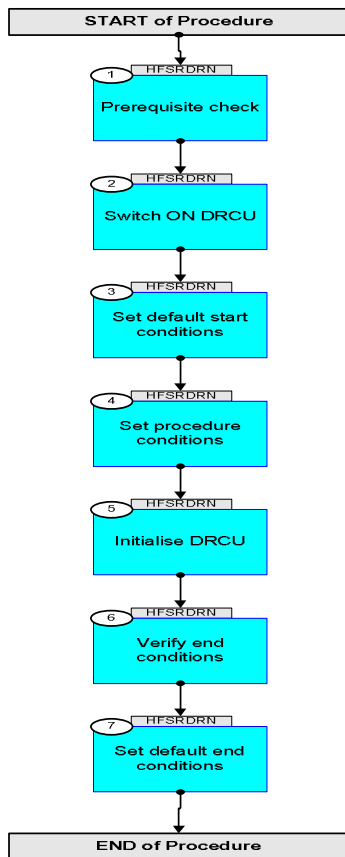 START of Procedure
HFSRDRN
1
Prerequisite check
HFSRDRN
2
Switch ON DRCU
HFSRDRN
3
Set default start
conditions
HFSRDRN
4
Set procedure
conditions
HFSRDRN
5
Initialise DRCU
HFSRDRN
6
Verify end
conditions
HFSRDRN
7
Set default end
conditions
END of Procedure